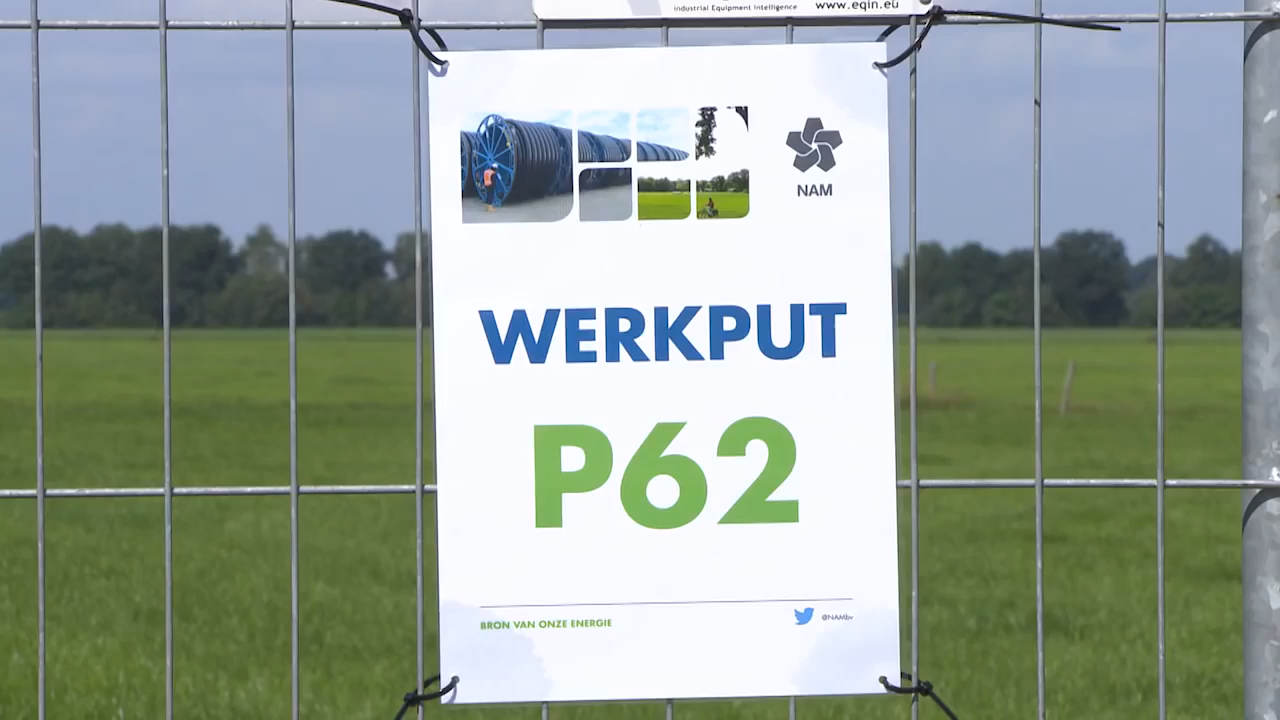 Industrial Equipment Intelligence
www.eqin.eu
NAM
WERKPUT
P62
BRON VAN ONZE ENERGIE
@NAMbv